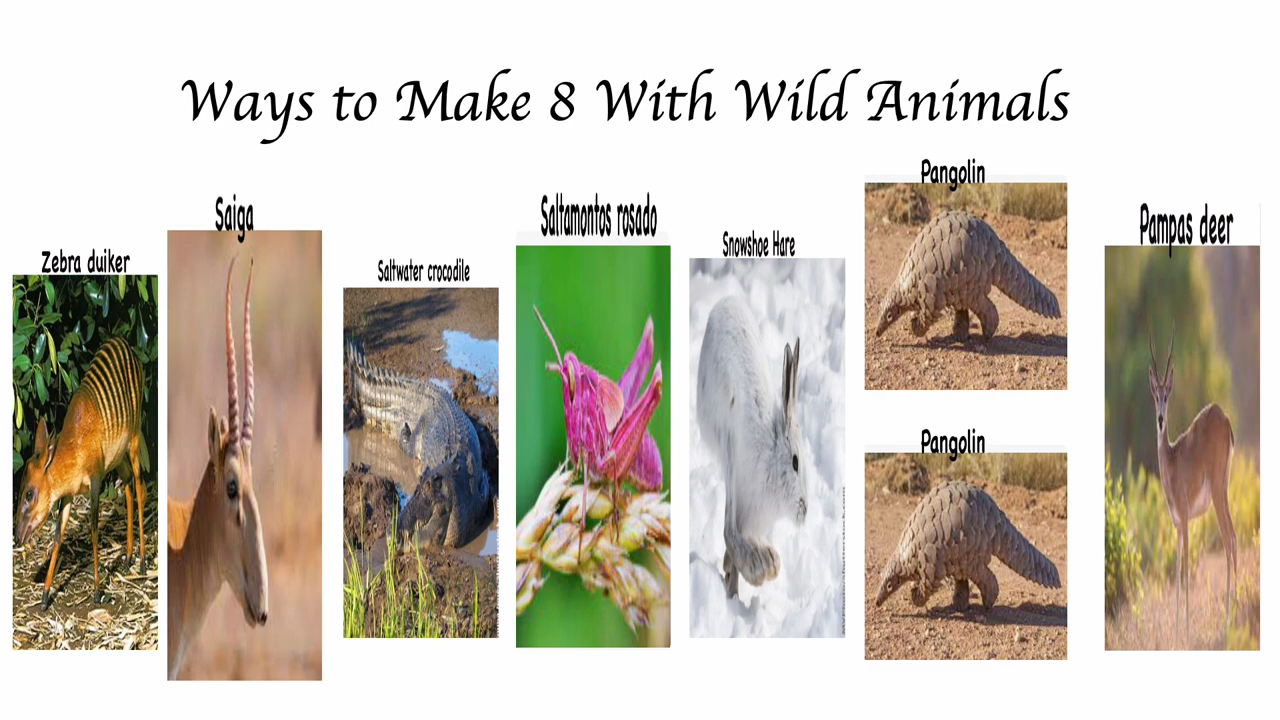 Ways to Make 8 With Wild Animals
Zebra duiker
Saiga
Saltwater crocodile
Saltamontos rosado
Snowshoe Hare
Pangolin
Pangolin
Pampas deer